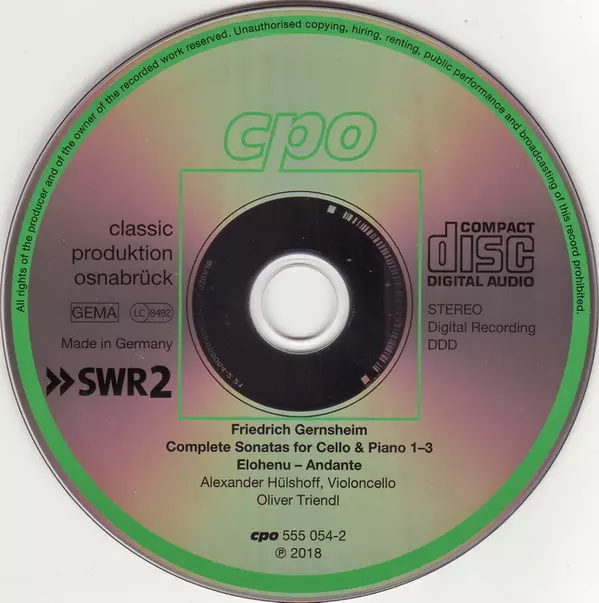 All rights of the producer and of the owner of the recorded work reserved. Unauthorised copying, hiring, renting, public performance and broadcasting of this record prohibited.
cpo
classic
produktion
osnabrück
GEMA LC 8492
Made in Germany
SWR2
COMPACT
disc
DIGITAL AUDIO
STEREO
Digital Recording
DDD
Friedrich Gernsheim
Complete Sonatas for Cello & Piano 1–3
Elohenu – Andante
Alexander Hülshoff, Violoncello
Oliver Triendl
cpo 555 054-2
℗ 2018